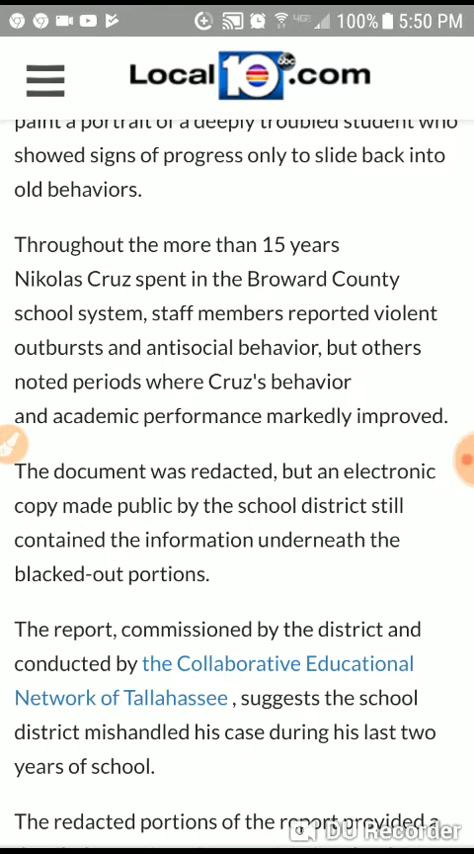 100% 5:50 PM
Local 10 abc .com
paint a portrait of a deeply troubled student who
showed signs of progress only to slide back into
old behaviors.
Throughout the more than 15 years
Nikolas Cruz spent in the Broward County
school system, staff members reported violent
outbursts and antisocial behavior, but others
noted periods where Cruz's behavior
and academic performance markedly improved.
The document was redacted, but an electronic
copy made public by the school district still
contained the information underneath the
blacked-out portions.
The report, commissioned by the district and
conducted by the Collaborative Educational
Network of Tallahassee , suggests the school
district mishandled his case during his last two
years of school.
The redacted portions of the report provided a
DU Recorder